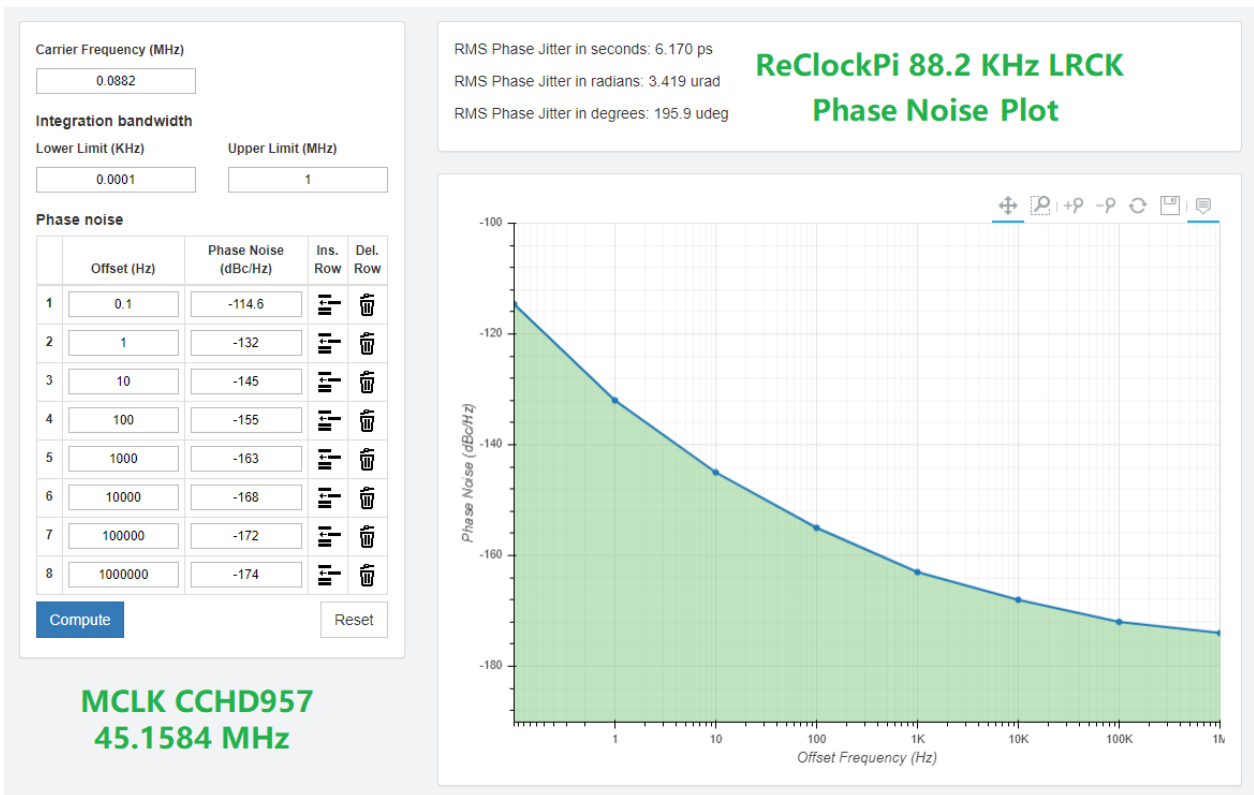 Carrier Frequency (MHz)
0.0882
Integration bandwidth
Lower Limit (KHz) Upper Limit (MHz)
0.0001 1
Phase noise
Offset (Hz) Phase Noise (dBc/Hz) Ins. Row Del. Row
1 0.1 -114.6
2 1 -132
3 10 -145
4 100 -155
5 1000 -163
6 10000 -168
7 100000 -172
8 1000000 -174
Compute Reset
MCLK CCHD957
45.1584 MHz
RMS Phase Jitter in seconds: 6.170 ps
RMS Phase Jitter in radians: 3.419 urad
RMS Phase Jitter in degrees: 195.9 udeg
ReClockPi 88.2 KHz LRCK
Phase Noise Plot
-100
-120
-140
-160
-180
Phase Noise (dBc/Hz)
1 10 100 1K 10K 100K 1M
Offset Frequency (Hz)